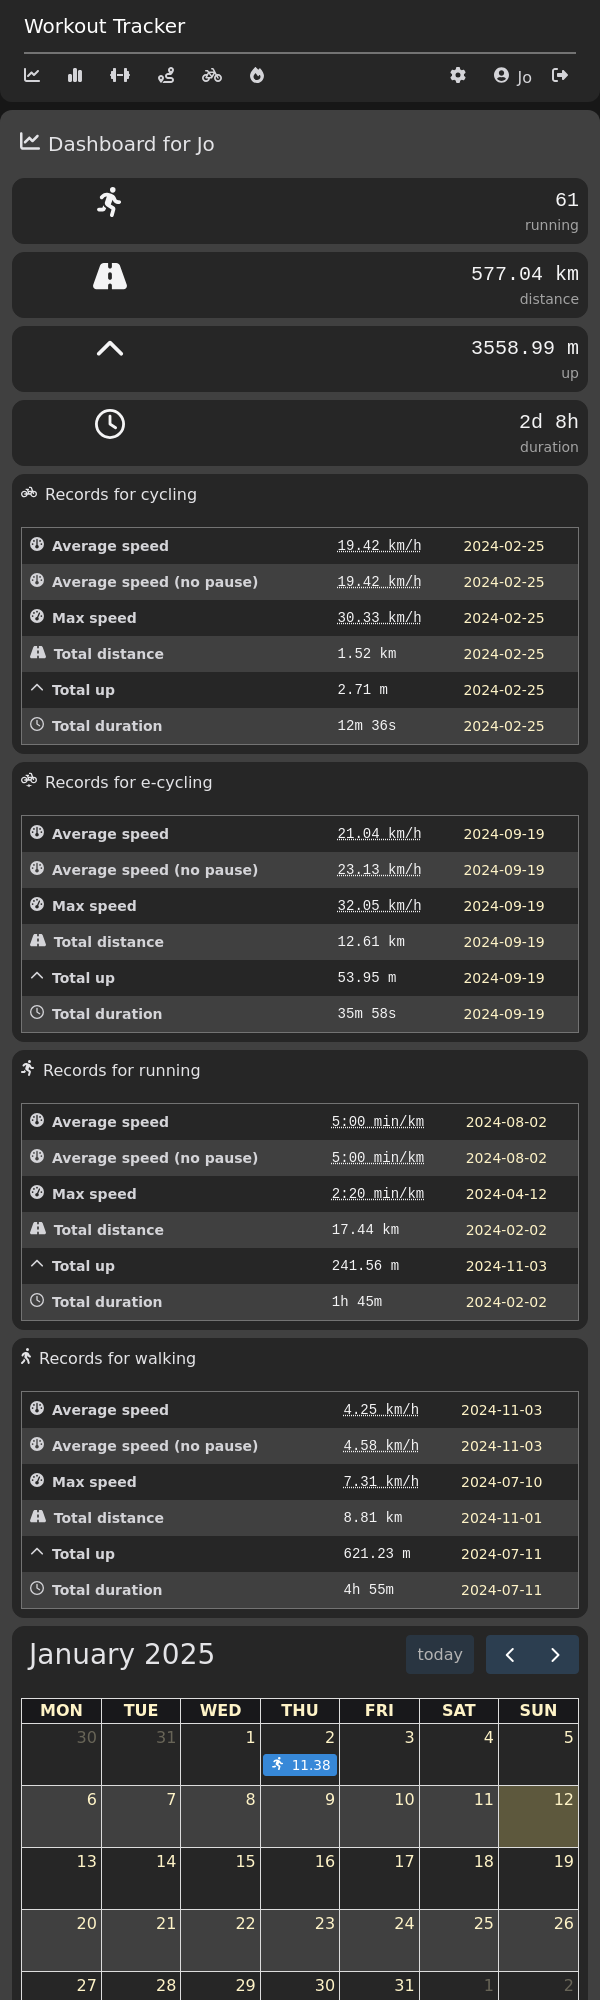 Workout Tracker
Jo
Dashboard for Jo
61
running
577.04 km
distance
3558.99 m
up
2d 8h
duration
Records for cycling
Average speed 19.42 km/h 2024-02-25
Average speed (no pause) 19.42 km/h 2024-02-25
Max speed 30.33 km/h 2024-02-25
Total distance 1.52 km 2024-02-25
Total up 2.71 m 2024-02-25
Total duration 12m 36s 2024-02-25
Records for e-cycling
Average speed 21.04 km/h 2024-09-19
Average speed (no pause) 23.13 km/h 2024-09-19
Max speed 32.05 km/h 2024-09-19
Total distance 12.61 km 2024-09-19
Total up 53.95 m 2024-09-19
Total duration 35m 58s 2024-09-19
Records for running
Average speed 5:00 min/km 2024-08-02
Average speed (no pause) 5:00 min/km 2024-08-02
Max speed 2:20 min/km 2024-04-12
Total distance 17.44 km 2024-02-02
Total up 241.56 m 2024-11-03
Total duration 1h 45m 2024-02-02
Records for walking
Average speed 4.25 km/h 2024-11-03
Average speed (no pause) 4.58 km/h 2024-11-03
Max speed 7.31 km/h 2024-07-10
Total distance 8.81 km 2024-11-01
Total up 621.23 m 2024-07-11
Total duration 4h 55m 2024-07-11
January 2025 today
MON TUE WED THU FRI SAT SUN
30 31 1 2 3 4 5
11.38
6 7 8 9 10 11 12
13 14 15 16 17 18 19
20 21 22 23 24 25 26
27 28 29 30 31 1 2